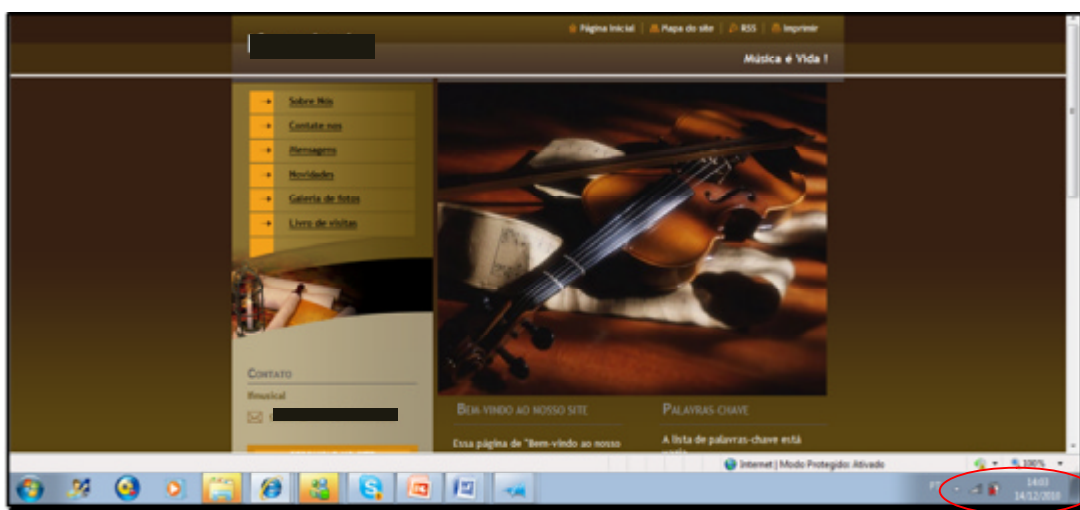 Página Inicial | Mapa do site | RSS | Imprimir
Música é Vida !
Sobre Nós
Contate-nos
Mensagens
Novidades
Galeria de fotos
Livro de visitas
CONTATO
BEM-VINDO AO NOSSO SITE
Essa página de "Bem-vindo ao nosso
PALAVRAS-CHAVE
A lista de palavras-chave está
Internet | Modo Protegido: Ativado
100%
PT
14:03
14/12/2010